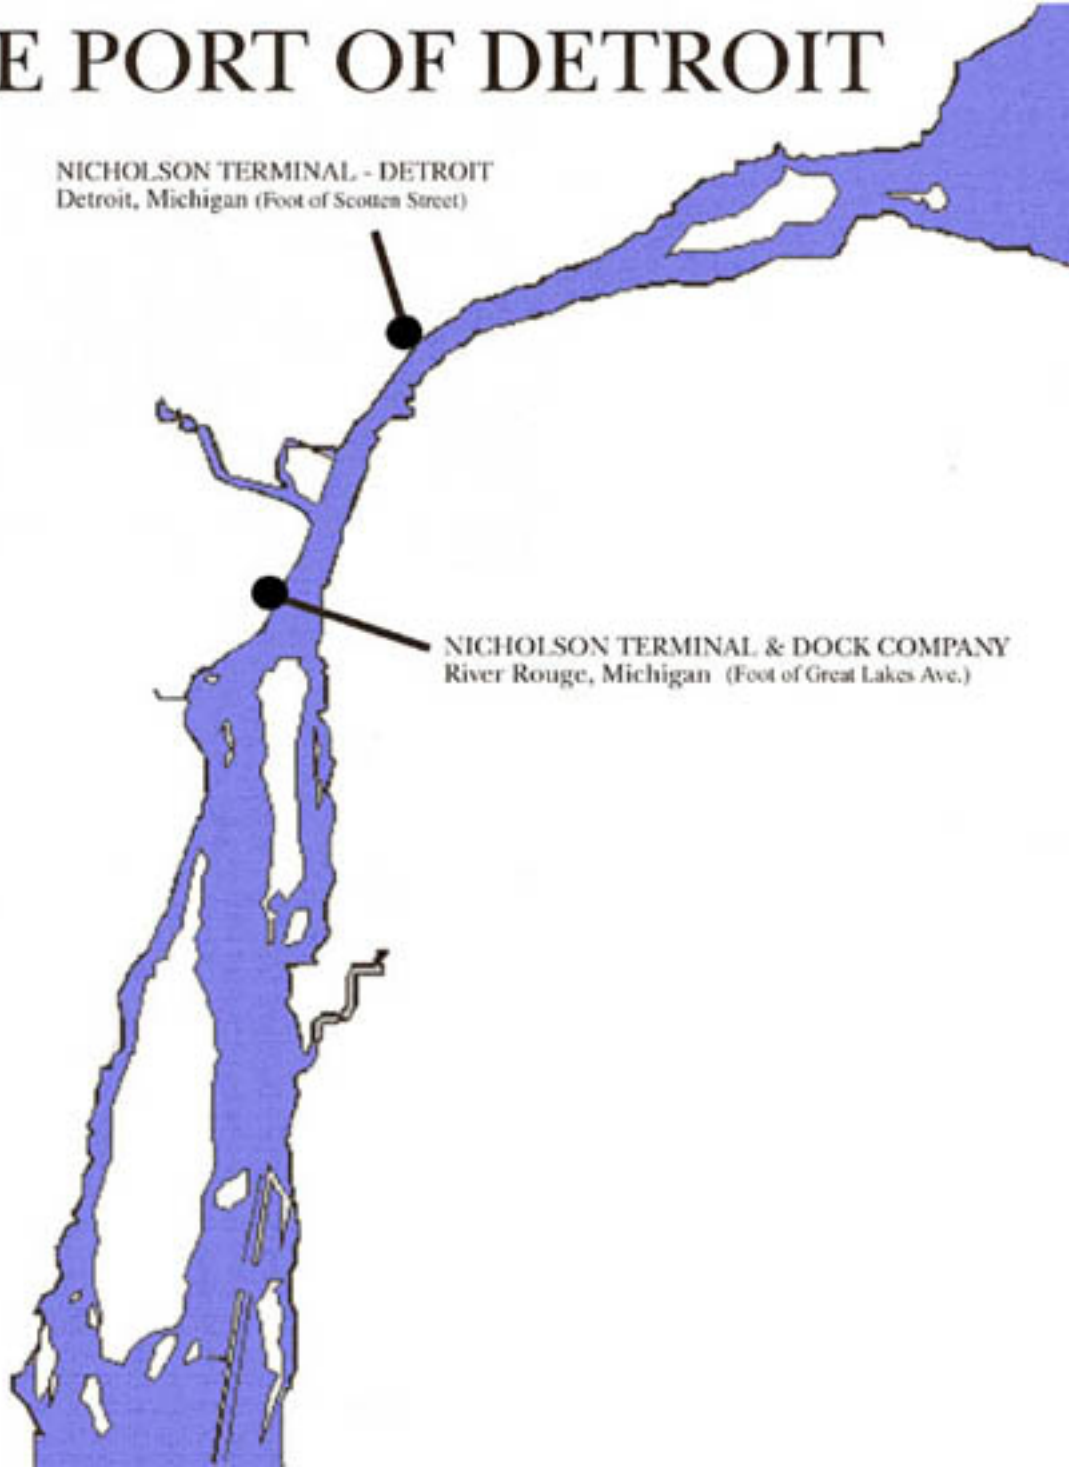 E PORT OF DETROIT
NICHOLSON TERMINAL - DETROIT
Detroit, Michigan (Foot of Scotten Street)
NICHOLSON TERMINAL & DOCK COMPANY
River Rouge, Michigan (Foot of Great Lakes Ave.)